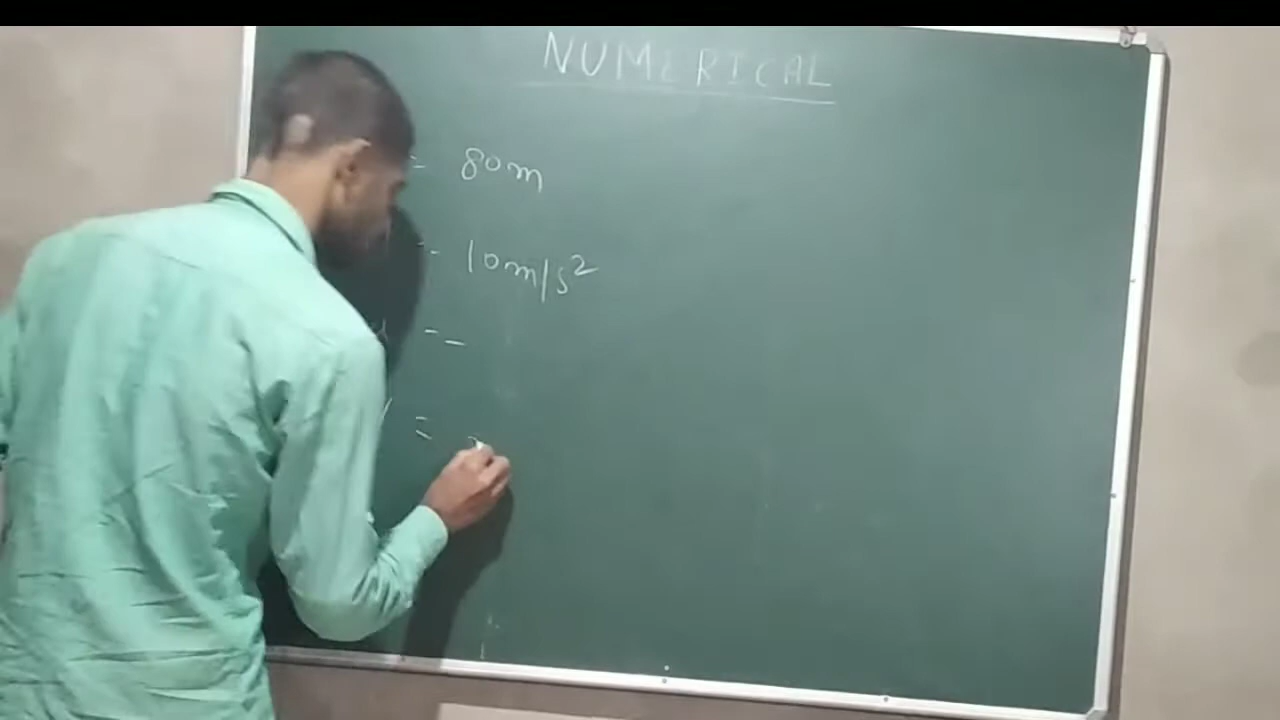 NUMERICAL
= 80m
= 10m/s²
=